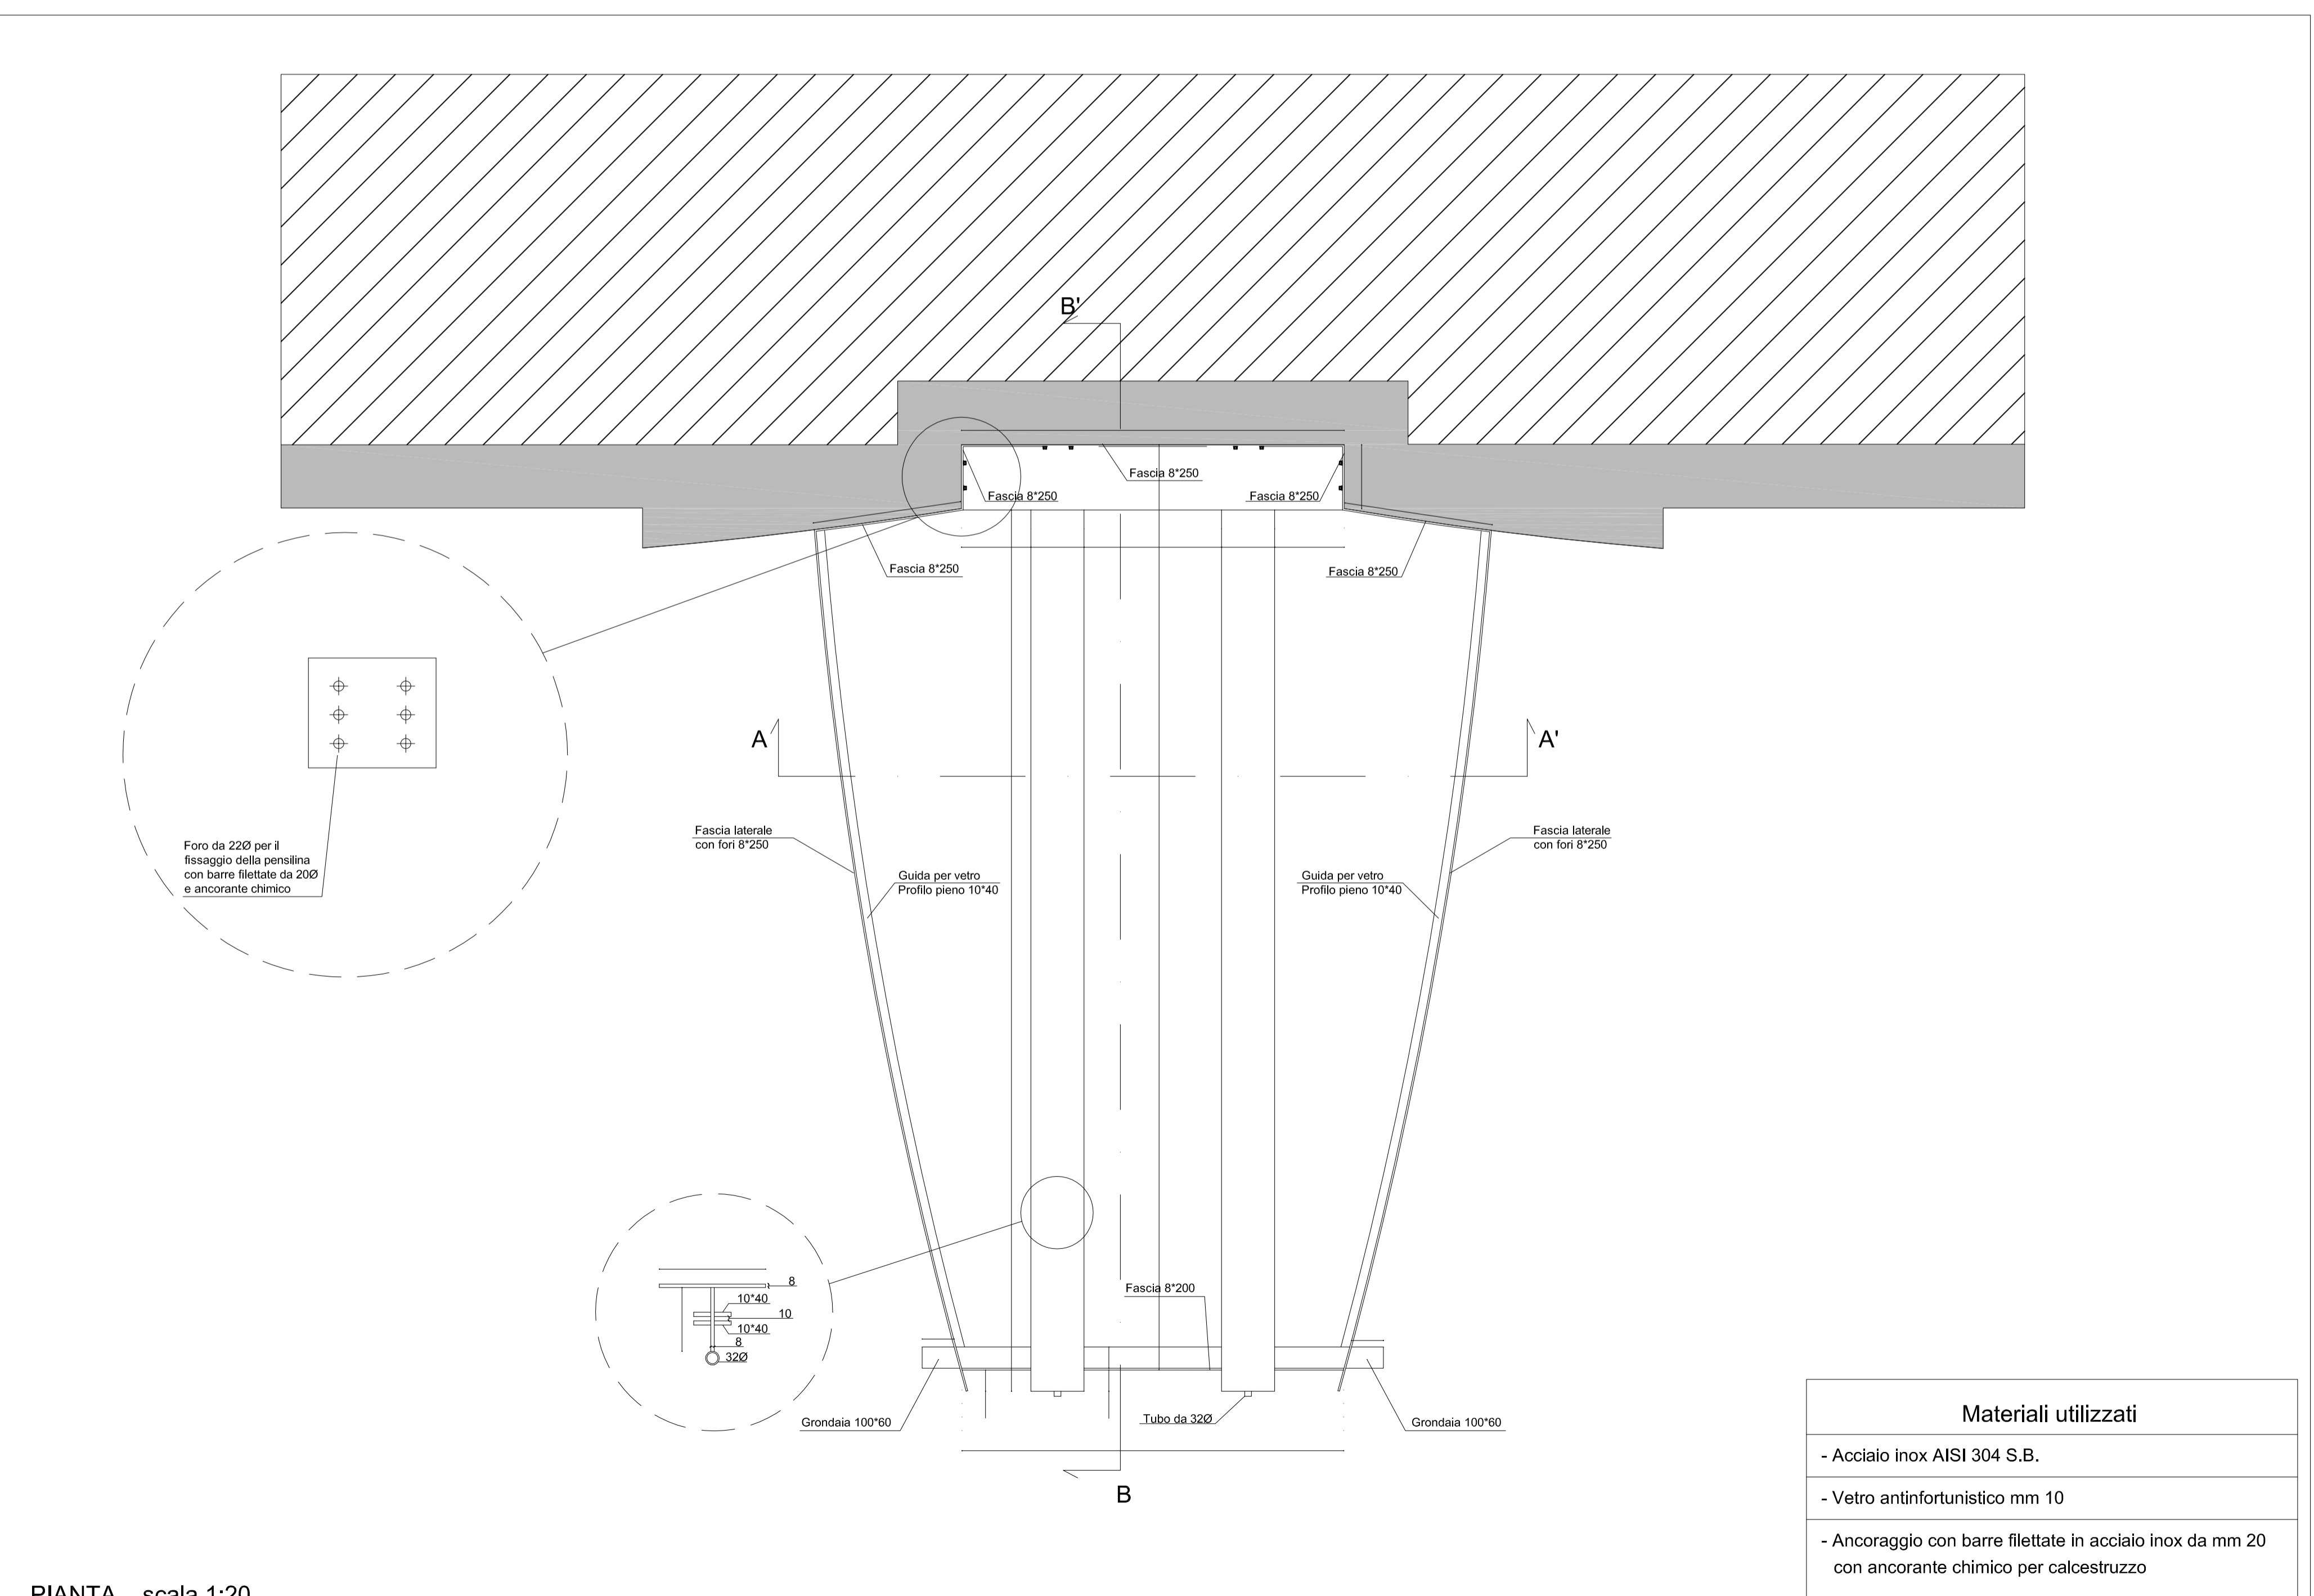 B'
Fascia 8*250
Fascia 8*250
Fascia 8*250
Fascia 8*250
Fascia 8*250
A
A'
Foro da 22Ø per il
fissaggio della pensilina
con barre filettate da 20Ø
e ancorante chimico
Fascia laterale
con fori 8*250
Fascia laterale
con fori 8*250
Guida per vetro
Profilo pieno 10*40
Guida per vetro
Profilo pieno 10*40
8
10*40
10
10*40
8
32Ø
Fascia 8*200
Grondaia 100*60
Tubo da 32Ø
Grondaia 100*60
B
Materiali utilizzati
- Acciaio inox AISI 304 S.B.
- Vetro antinfortunistico mm 10
- Ancoraggio con barre filettate in acciaio inox da mm 20
con ancorante chimico per calcestruzzo
PIANTA scala 1:20